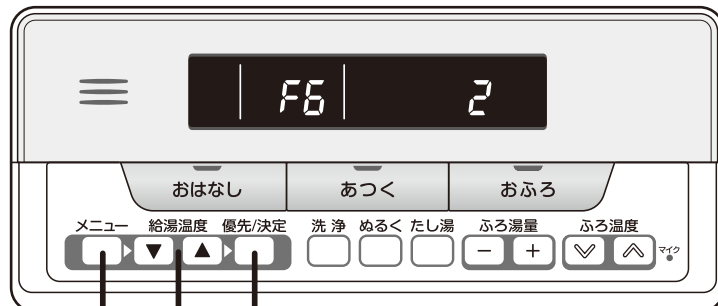 F6 2
おはなし あつく おふろ
メニュー 給湯温度 優先/決定 洗浄 ぬるく たし湯 ふろ湯量 ふろ温度
▼ ▲ − + マイク